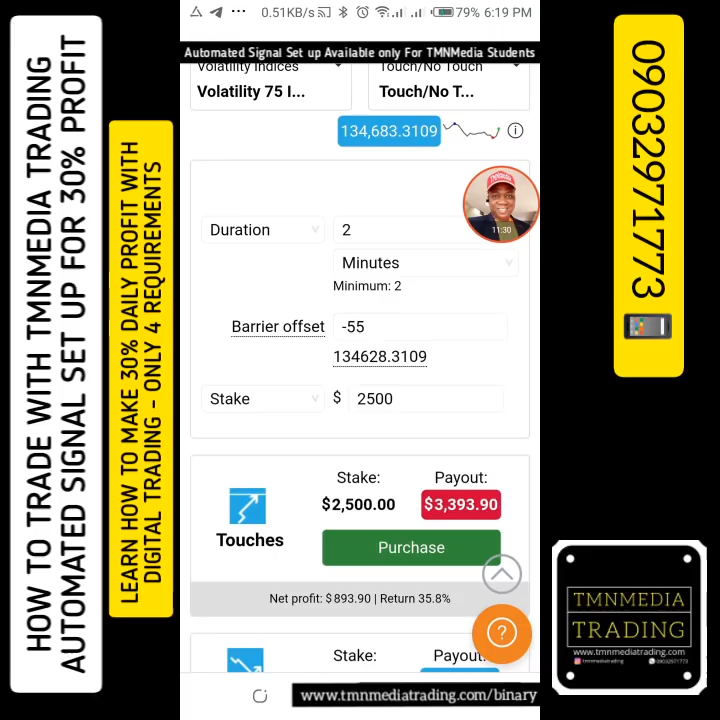 HOW TO TRADE WITH TMNMEDIA TRADING
AUTOMATED SIGNAL SET UP FOR 30% PROFIT
LEARN HOW TO MAKE 30% DAILY PROFIT WITH
DIGITAL TRADING - ONLY 4 REQUIREMENTS
0.51KB/s 79% 6:19 PM
Automated Signal Set up Available only For TMNMedia Students
Volatility Indices Touch/No Touch
Volatility 75 I... Touch/No T...
134,683.3109
11:30
Duration 2
Minutes
Minimum: 2
Barrier offset -55
134628.3109
Stake $ 2500
Stake: Payout:
$2,500.00 $3,393.90
Touches Purchase
Net profit: $893.90 | Return 35.8%
Stake: Payout:
www.tmnmediatrading.com/binary
09032971773
TMNMEDIA
TRADING
www.tmnmediatrading.com
tmnmediatrading 09032971773